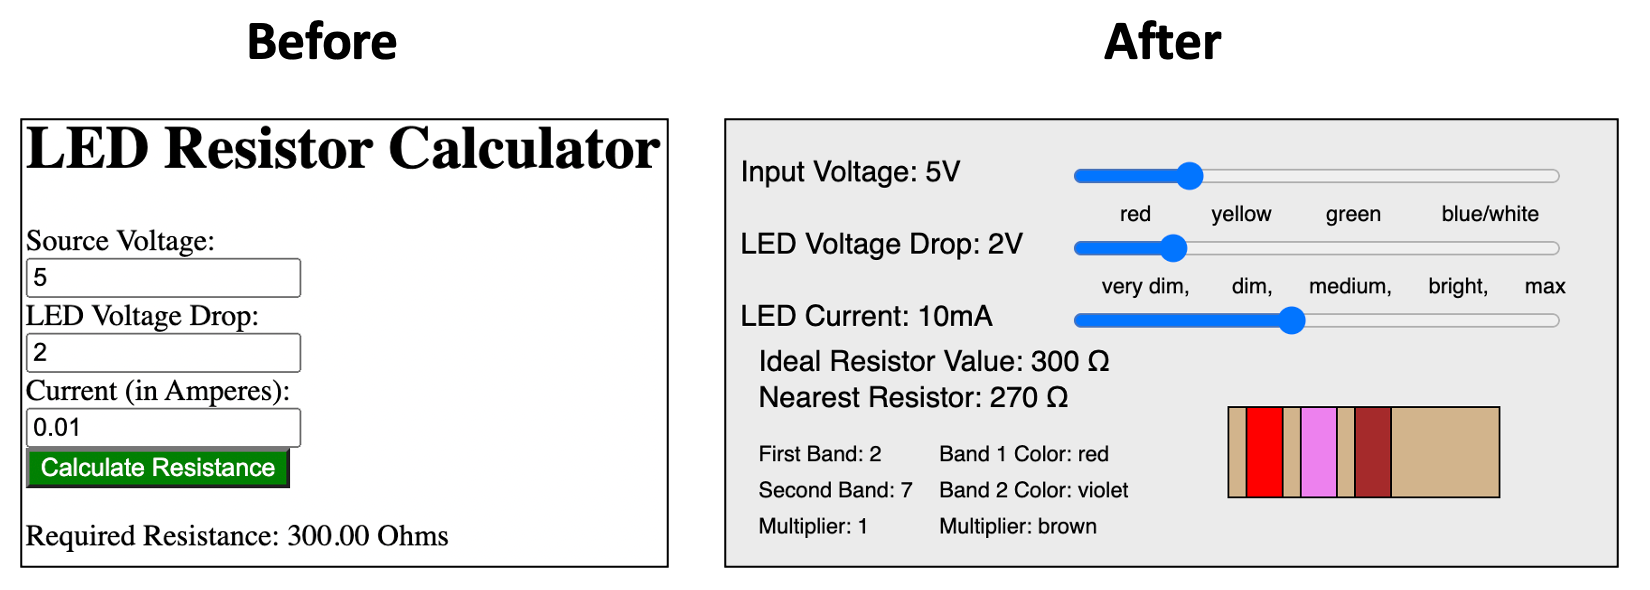 Before
LED Resistor Calculator
Source Voltage:
5
LED Voltage Drop:
2
Current (in Amperes):
0.01
Calculate Resistance
Required Resistance: 300.00 Ohms
After
Input Voltage: 5V
red yellow green blue/white
LED Voltage Drop: 2V
very dim, dim, medium, bright, max
LED Current: 10mA
Ideal Resistor Value: 300 Ω
Nearest Resistor: 270 Ω
First Band: 2 Band 1 Color: red
Second Band: 7 Band 2 Color: violet
Multiplier: 1 Multiplier: brown